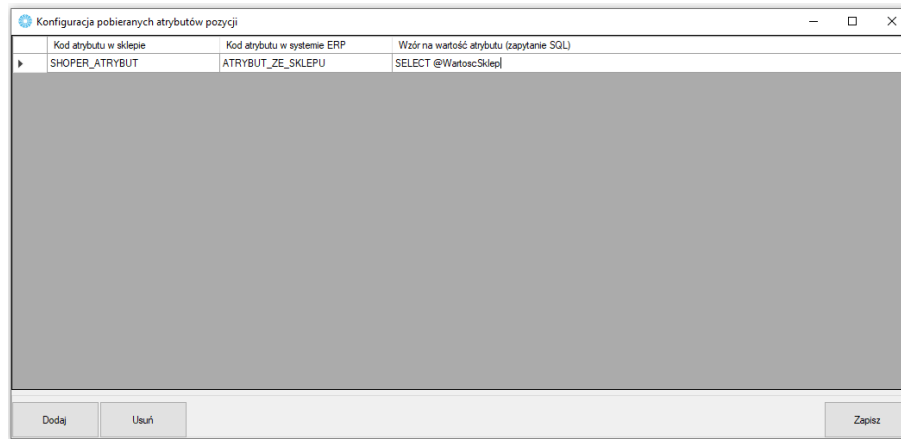 Konfiguracja pobieranych atrybutów pozycji
Kod atrybutu w sklepie Kod atrybutu w systemie ERP Wzór na wartość atrybutu (zapytanie SQL)
SHOPER_ATRYBUT ATRYBUT_ZE_SKLEPU SELECT @WartoscSklep
Dodaj Usuń Zapisz